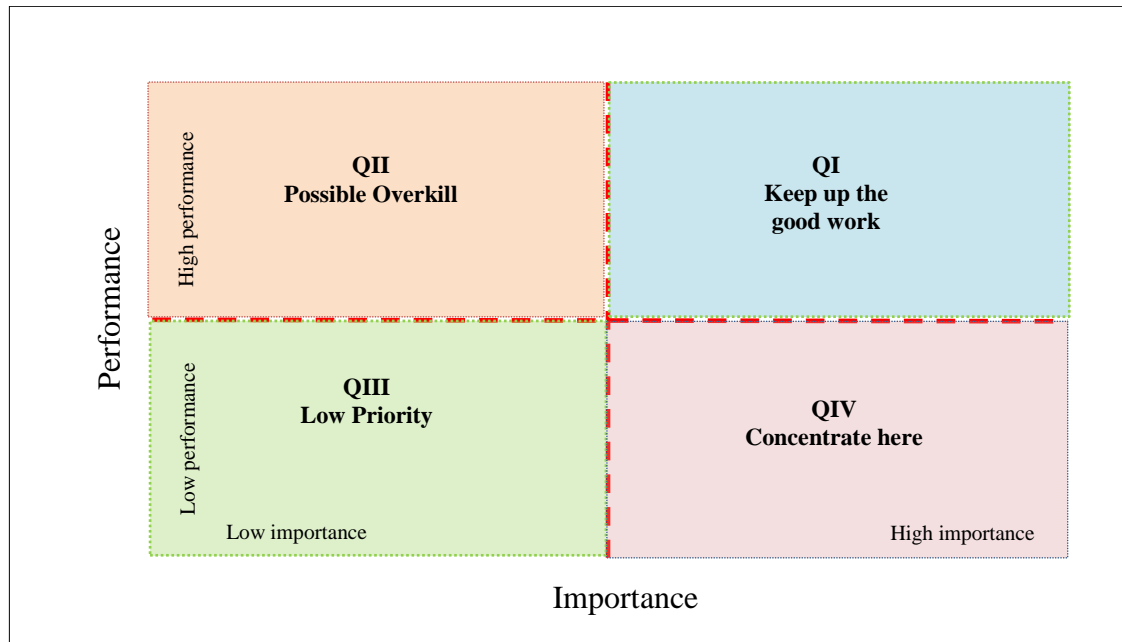 QII
Possible Overkill
QI
Keep up the
good work
High performance
Performance
QIII
Low Priority
QIV
Concentrate here
Low performance
Low importance
High importance
Importance